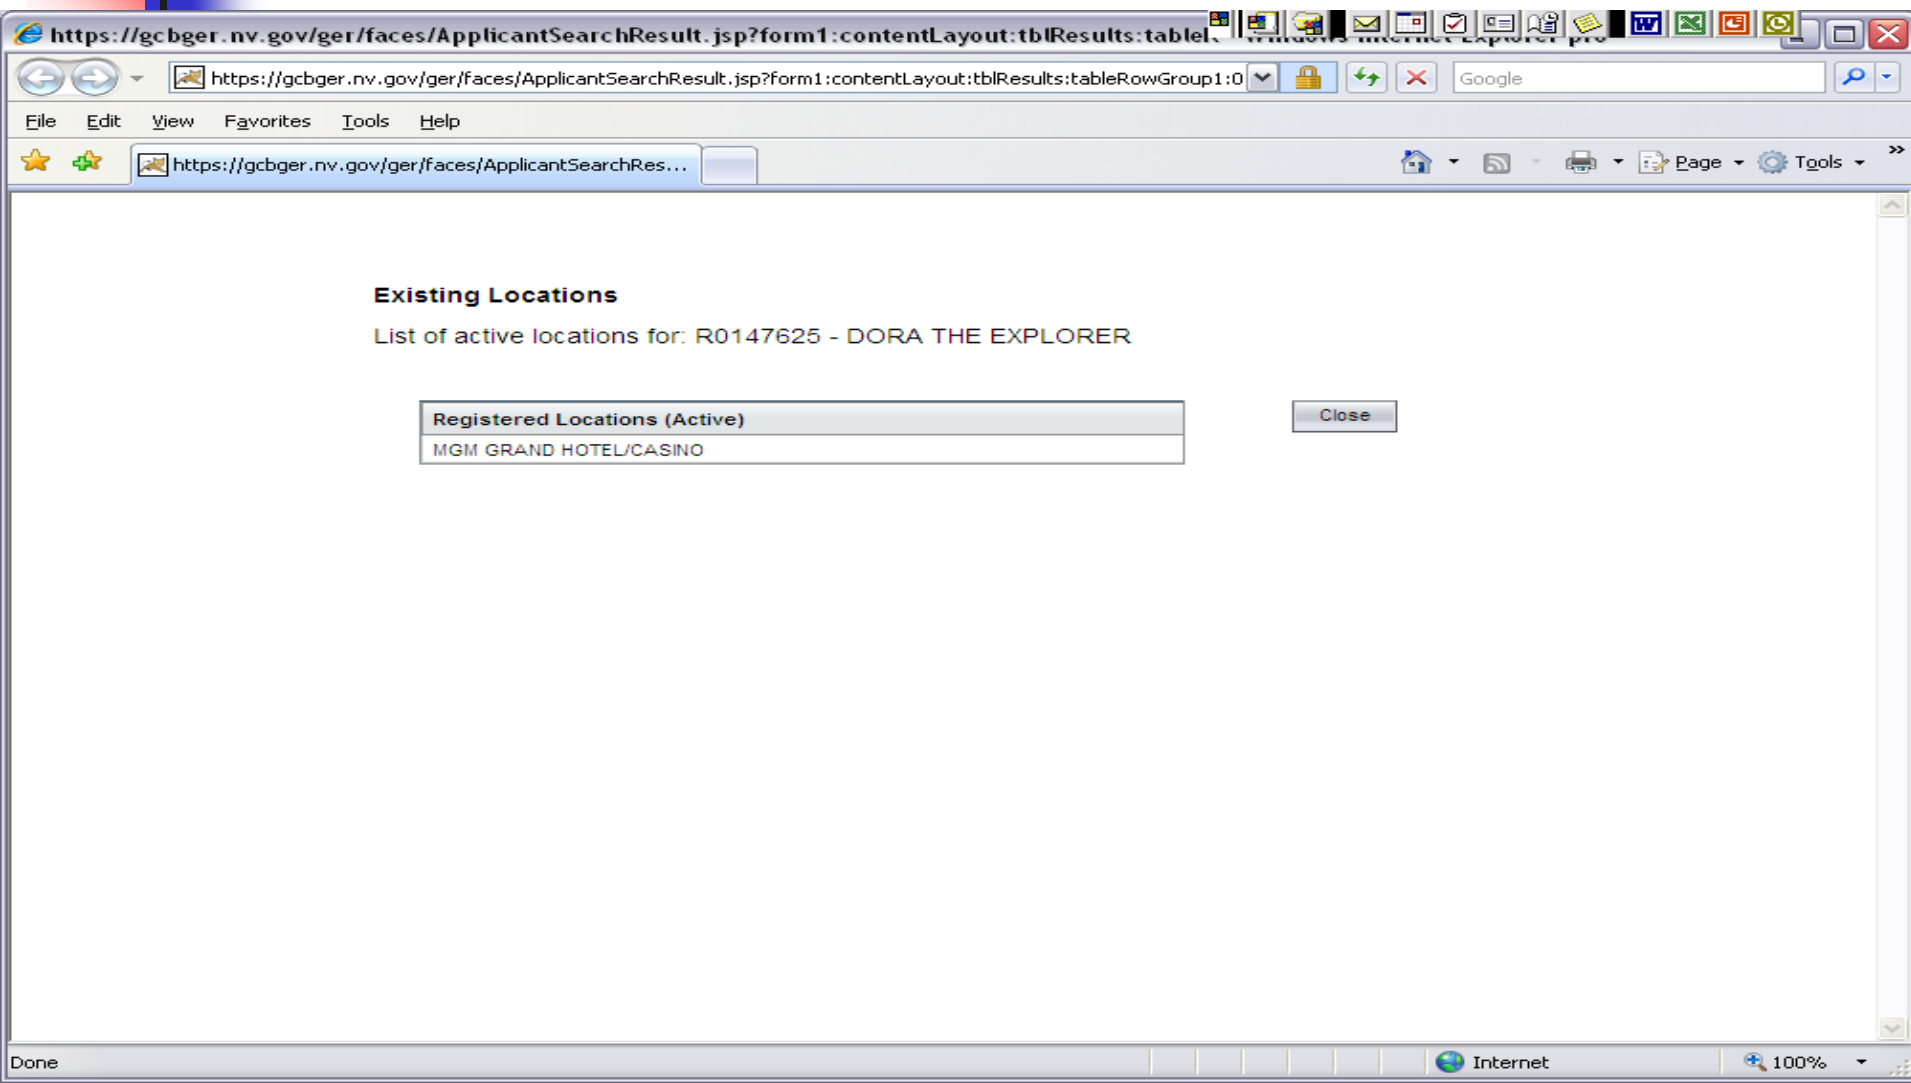 https://gcbger.nv.gov/ger/faces/ApplicantSearchResult.jsp?form1:contentLayout:tblResults:table
https://gcbger.nv.gov/ger/faces/ApplicantSearchResult.jsp?form1:contentLayout:tblResults:tableRowGroup1:0
Google
File Edit View Favorites Tools Help
https://gcbger.nv.gov/ger/faces/ApplicantSearchRes...
Page Tools
Existing Locations
List of active locations for: R0147625 - DORA THE EXPLORER
Registered Locations (Active)
Close
MGM GRAND HOTEL/CASINO
Done
Internet
100%